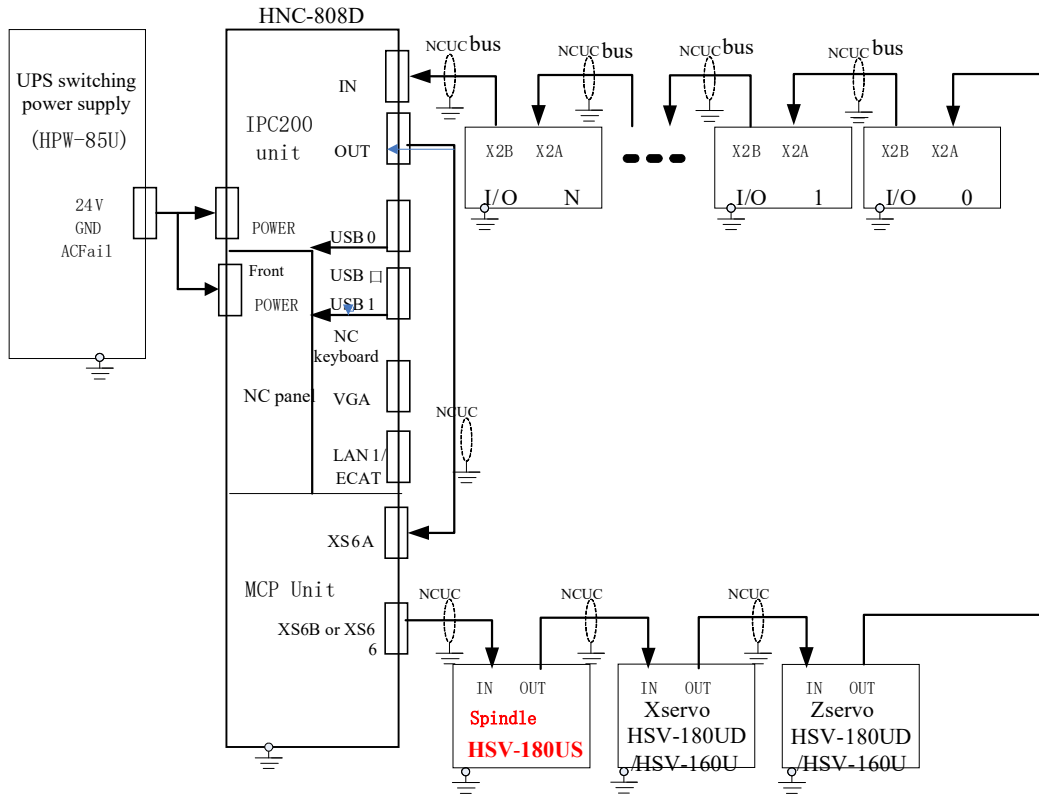 HNC-808D
UPS switching
power supply
(HPW-85U)
24V
GND
ACFail
IPC200
unit
IN
OUT
POWER
USB 0
Front
POWER
USB 口
USB 1
NC
keyboard
NC panel
VGA
LAN 1/
ECAT
XS6A
MCP Unit
XS6B or XS6
6
NCUC bus
NCUC bus
NCUC bus
NCUC bus
X2B X2A
I/O N
X2B X2A
I/O 1
X2B X2A
I/O 0
NCUC
NCUC
NCUC
NCUC
IN OUT
Spindle
HSV-180US
IN OUT
Xservo
HSV-180UD
/HSV-160U
IN OUT
Zservo
HSV-180UD
/HSV-160U